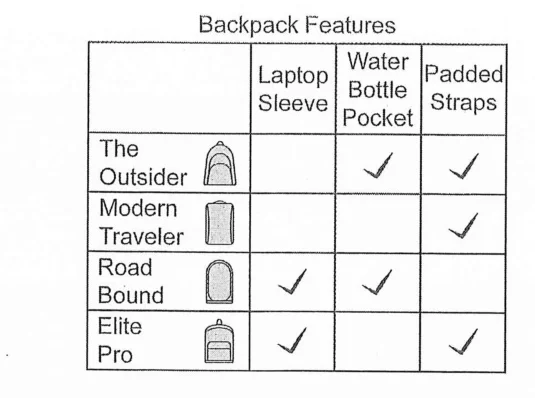 Backpack Features
Laptop
Sleeve
Water
Bottle
Pocket
Padded
Straps
The
Outsider
Modern
Traveler
Road
Bound
Elite
Pro